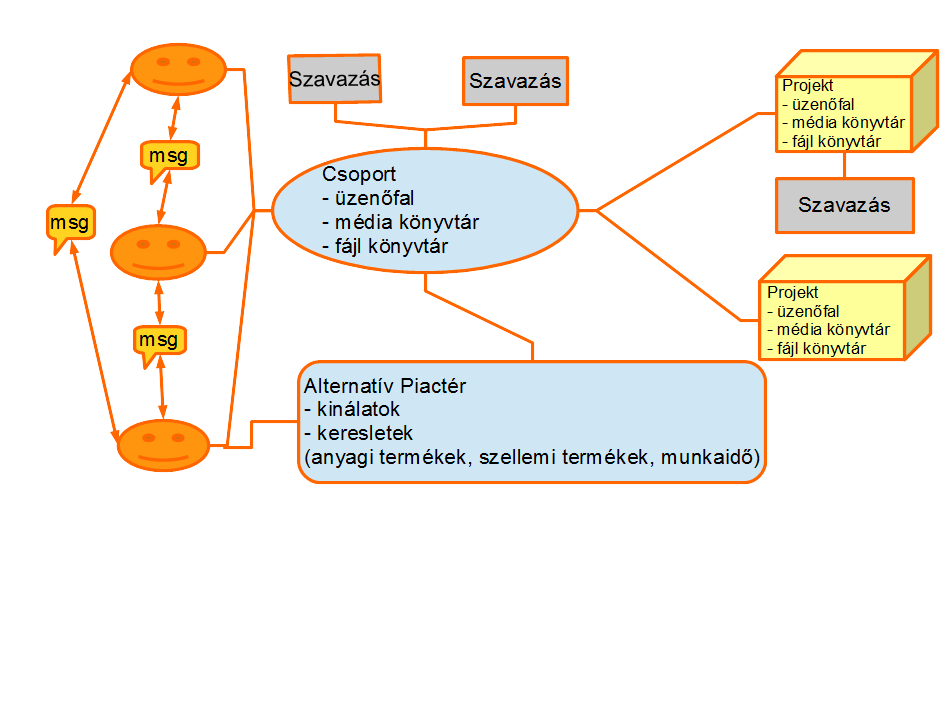 Szavazás
Szavazás
Projekt
- üzenőfal
- média könyvtár
- fájl könyvtár
msg
Csoport
- üzenőfal
- média könyvtár
- fájl könyvtár
Szavazás
msg
Projekt
- üzenőfal
- média könyvtár
- fájl könyvtár
msg
Alternatív Piactér
- kinálatok
- keresletek
(anyagi termékek, szellemi termékek, munkaidő)